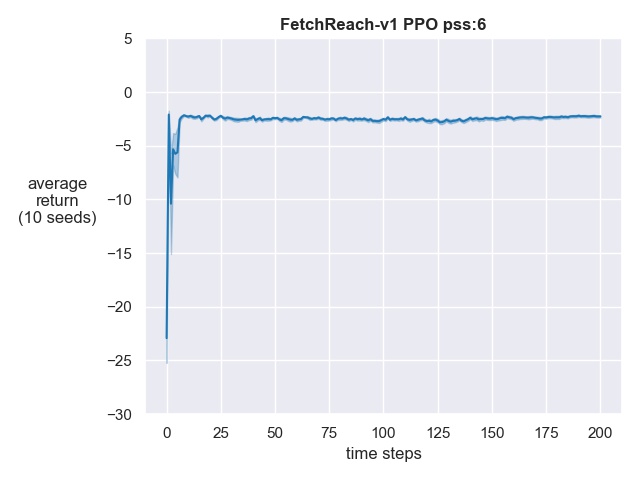 FetchReach-v1 PPO pss:6
5
0
−5
−10
−15
−20
−25
−30
average
return
(10 seeds)
0 25 50 75 100 125 150 175 200
time steps